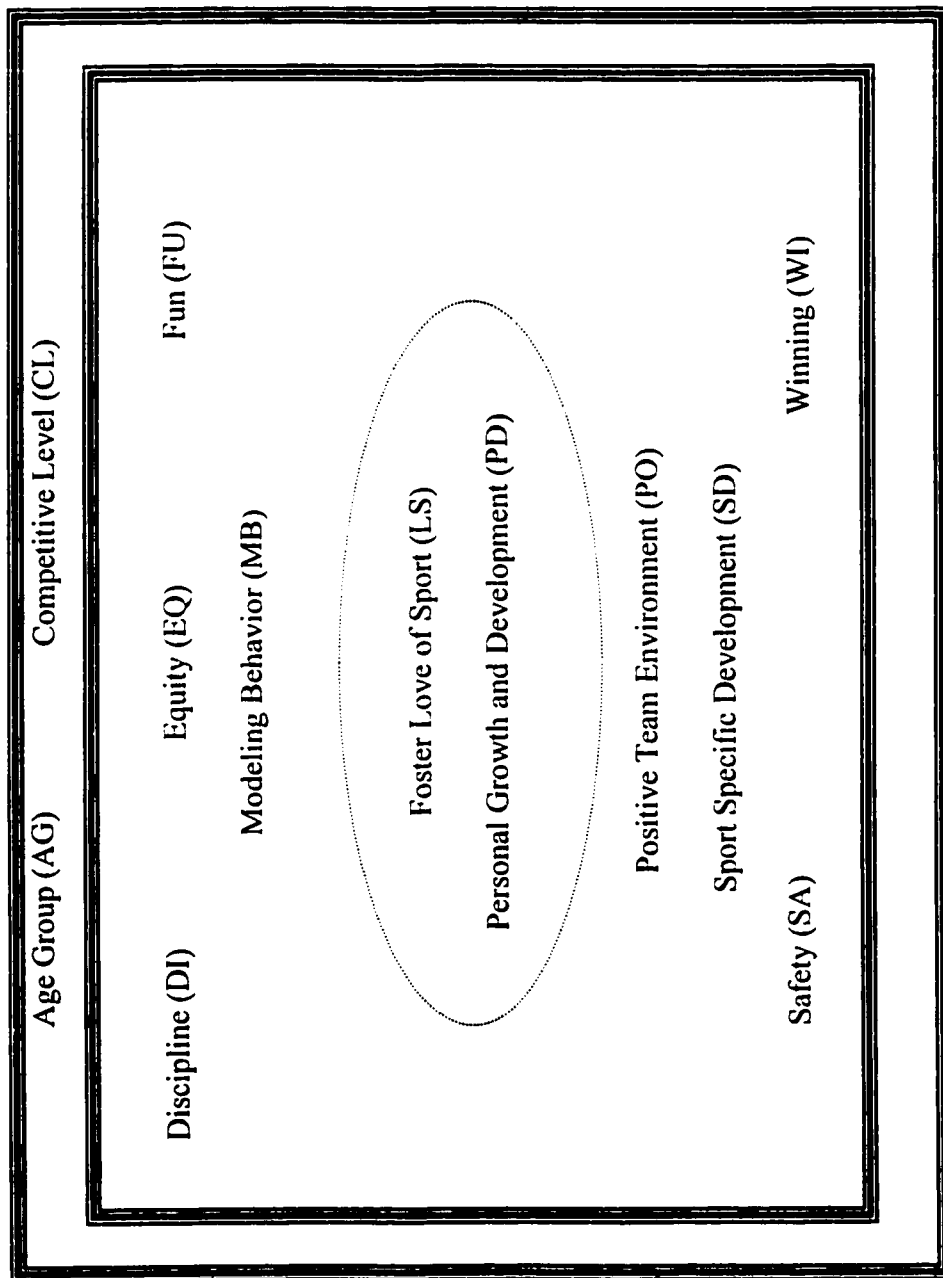 Age Group (AG) Competitive Level (CL)
Discipline (DI) Equity (EQ) Fun (FU)
Modeling Behavior (MB)
Foster Love of Sport (LS)
Personal Growth and Development (PD)
Positive Team Environment (PO)
Sport Specific Development (SD)
Safety (SA) Winning (WI)